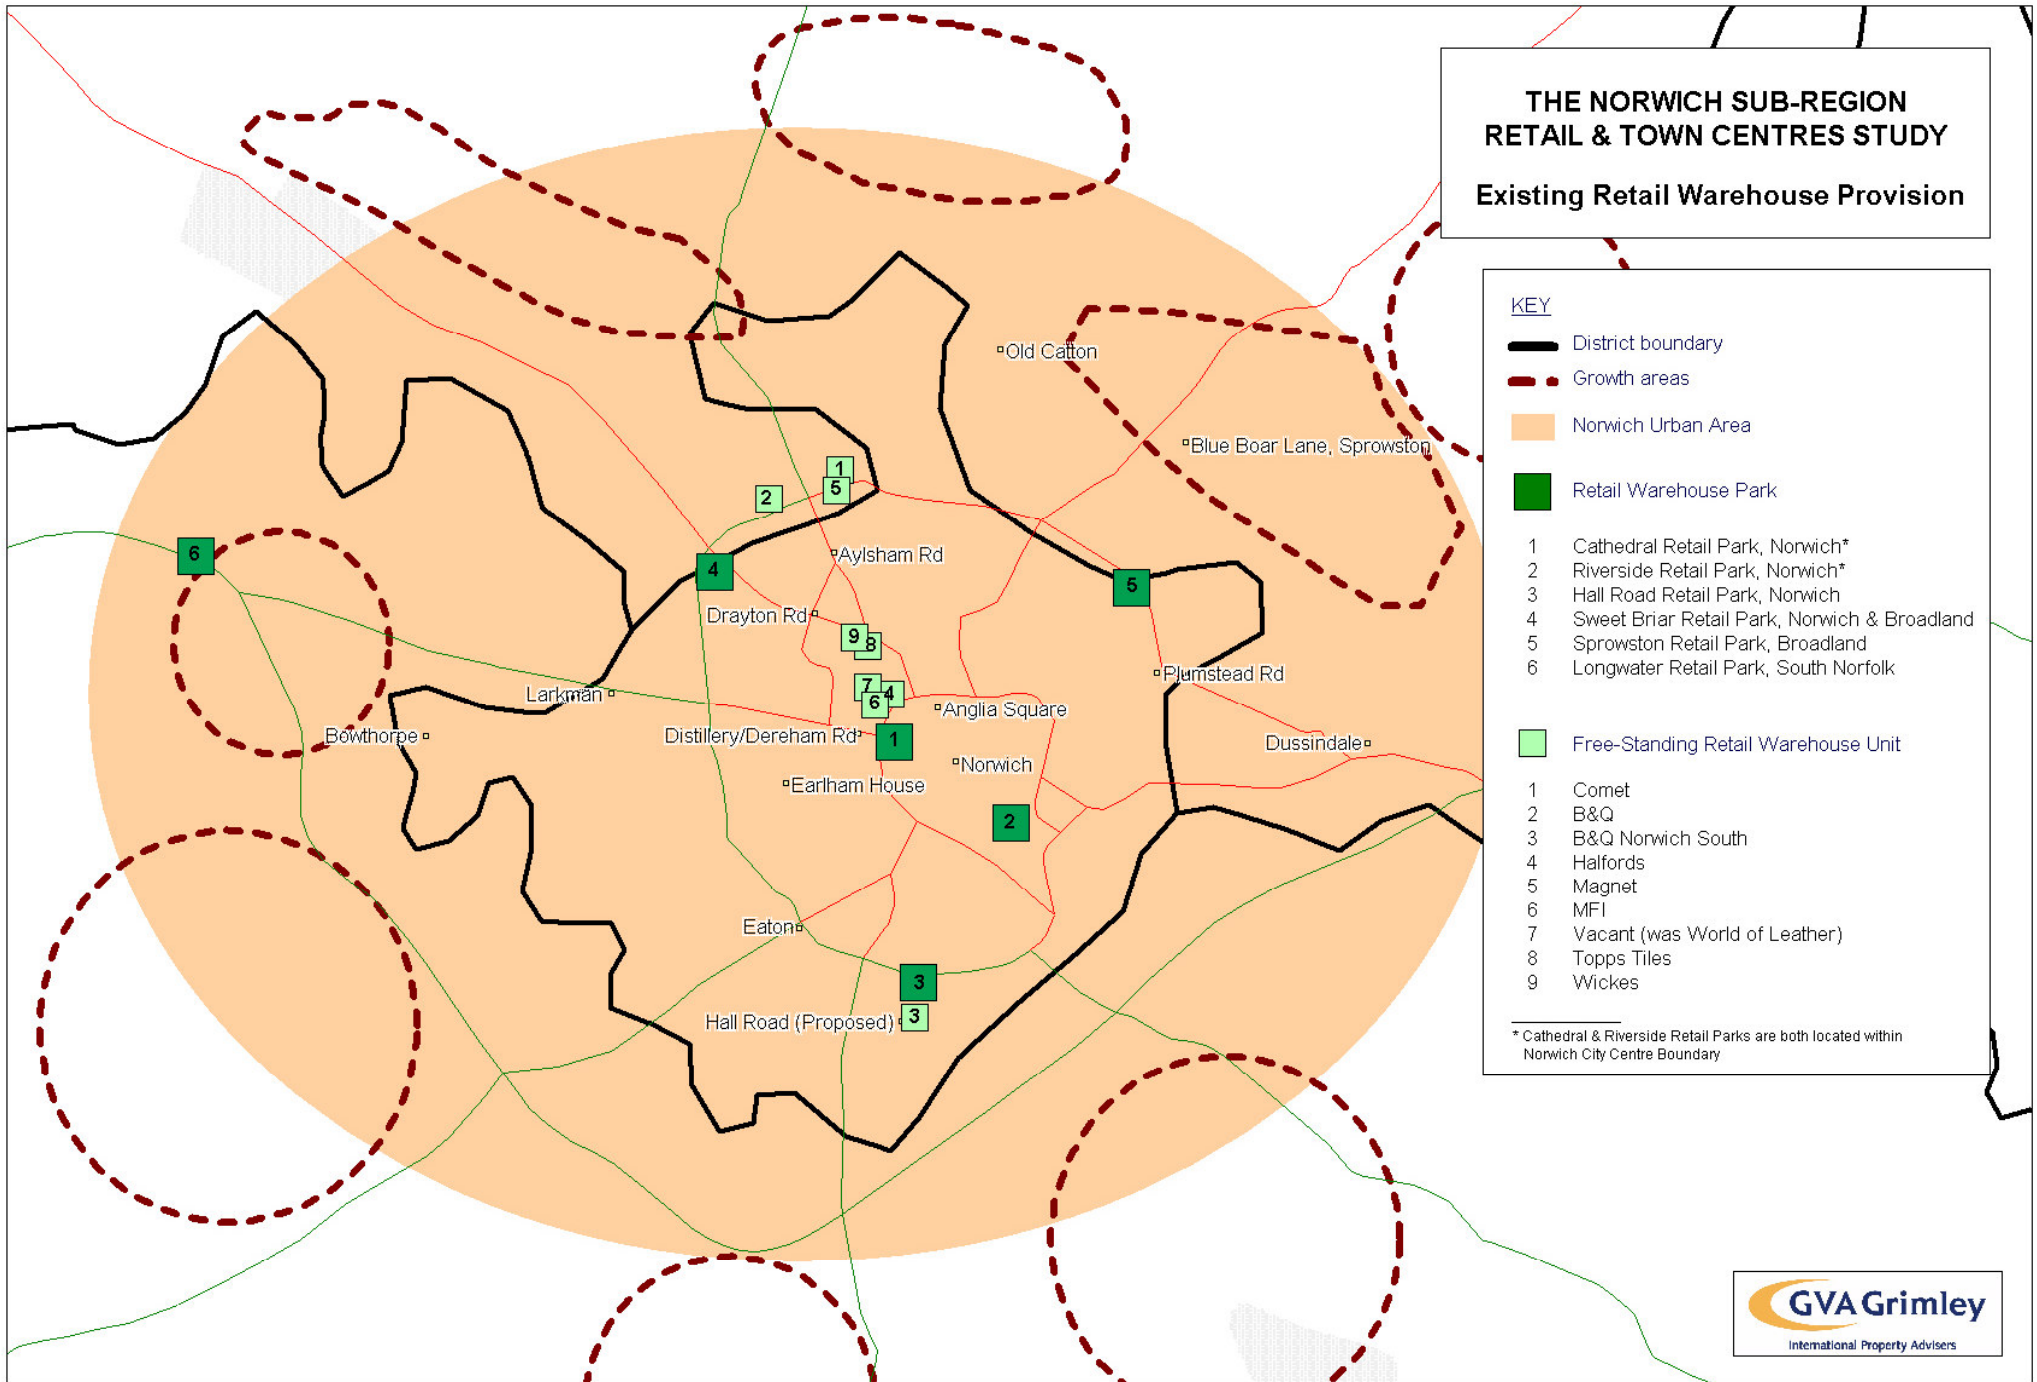 THE NORWICH SUB-REGION
RETAIL & TOWN CENTRES STUDY
Existing Retail Warehouse Provision
KEY
District boundary
Growth areas
Norwich Urban Area
Retail Warehouse Park
1 Cathedral Retail Park, Norwich*
2 Riverside Retail Park, Norwich*
3 Hall Road Retail Park, Norwich
4 Sweet Briar Retail Park, Norwich & Broadland
5 Sprowston Retail Park, Broadland
6 Longwater Retail Park, South Norfolk
Free-Standing Retail Warehouse Unit
1 Comet
2 B&Q
3 B&Q Norwich South
4 Halfords
5 Magnet
6 MFI
7 Vacant (was World of Leather)
8 Topps Tiles
9 Wickes
* Cathedral & Riverside Retail Parks are both located within
Norwich City Centre Boundary
Old Catton
Blue Boar Lane, Sprowston
1
5
2
6
4
Aylsham Rd
5
Drayton Rd
9
8
Plumstead Rd
7
4
6
Larkman
Anglia Square
Bowthorpe
Distillery/Dereham Rd
1
Dussindale
Norwich
Earlham House
2
Eaton
3
Hall Road (Proposed)
3
GVA Grimley
International Property Advisers